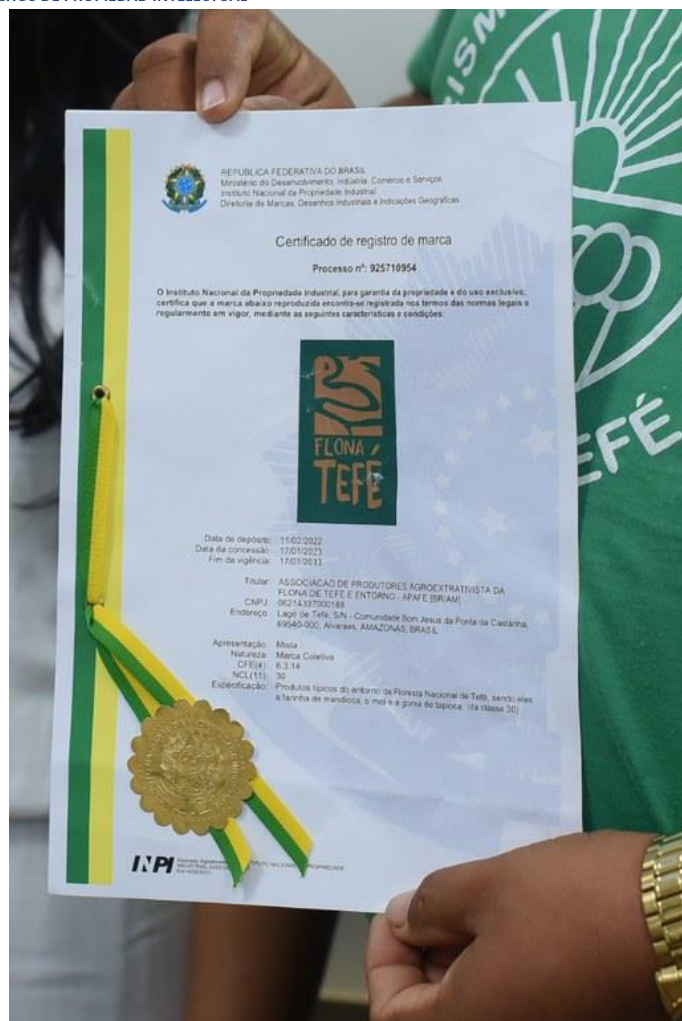 REPÚBLICA FEDERATIVA DO BRASIL
Ministério do Desenvolvimento, Indústria, Comércio e Serviços
Instituto Nacional da Propriedade Industrial
Diretoria de Marcas, Desenhos Industriais e Indicações Geográficas
Certificado de registro de marca
Processo nº: 925710954
O Instituto Nacional da Propriedade Industrial, para garantia da propriedade e do uso exclusivo,
certifica que a marca abaixo reproduzida encontra-se registrada nos termos das normas legais e
regularmente em vigor, mediante as seguintes características e condições:
FLONA
TEFÉ
Data de depósito: 11/02/2022
Data da concessão: 17/01/2023
Fim da vigência: 17/01/2033
Titular: ASSOCIACAO DE PRODUTORES AGROEXTRATIVISTA DA
FLONA DE TEFE E ENTORNO - APAFE [BR/AM]
CNPJ: 06214337000188
Endereço: Lago de Tefé, S/N - Comunidade Bom Jesus da Ponta da Castanha,
69540-000, Alvaraes, AMAZONAS, BRASIL
Apresentação: Mista
Natureza: Marca Coletiva
CFE(4): 6.3.14
NCL(11): 30
Especificação: Produtos típicos do entorno da Floresta Nacional de Tefé, sendo eles
a farinha de mandioca, o mel e a goma de tapioca. (da classe 30)
INPI
EFÉ